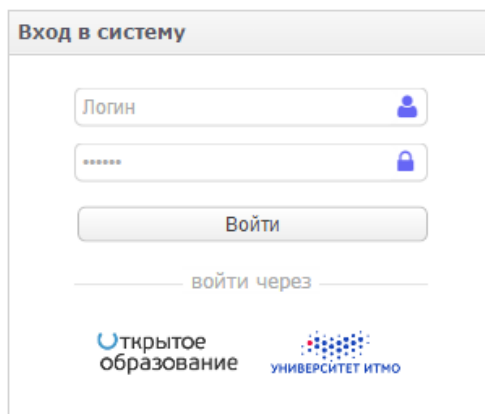 Вход в систему
Логин
••••••
Войти
войти через
Открытое
образование
УНИВЕРСИТЕТ ИТМО